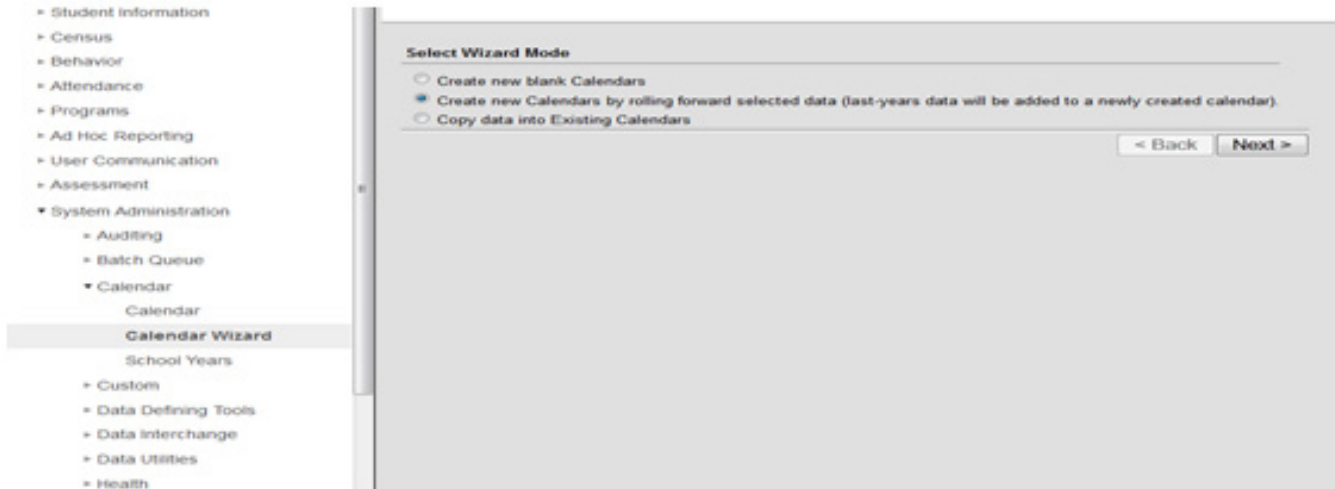 Student Information
Census
Behavior
Attendance
Programs
Ad Hoc Reporting
User Communication
Assessment
System Administration
Auditing
Batch Queue
Calendar
Calendar
Calendar Wizard
School Years
Custom
Data Defining Tools
Data Interchange
Data Utilities
Health
Select Wizard Mode
Create new blank Calendars
Create new Calendars by rolling forward selected data (last-years data will be added to a newly created calendar).
Copy data into Existing Calendars
< Back Next >